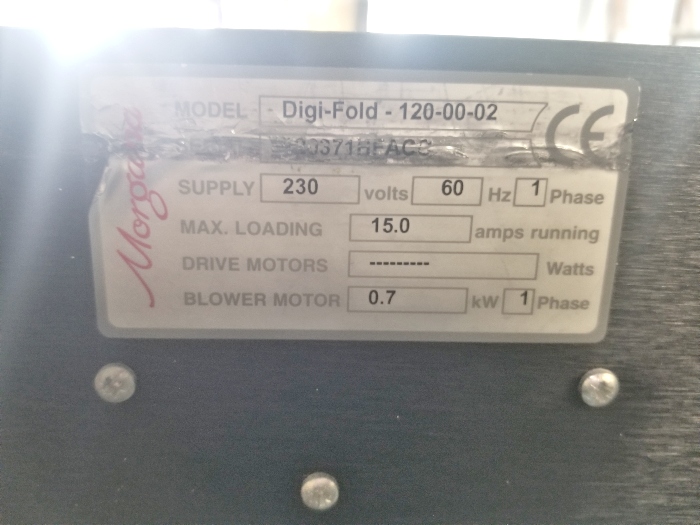 Morgana
MODEL - Digi-Fold - 120-00-02 CE
SUPPLY 230 volts 60 Hz 1 Phase
MAX. LOADING 15.0 amps running
DRIVE MOTORS --------- Watts
BLOWER MOTOR 0.7 kW 1 Phase